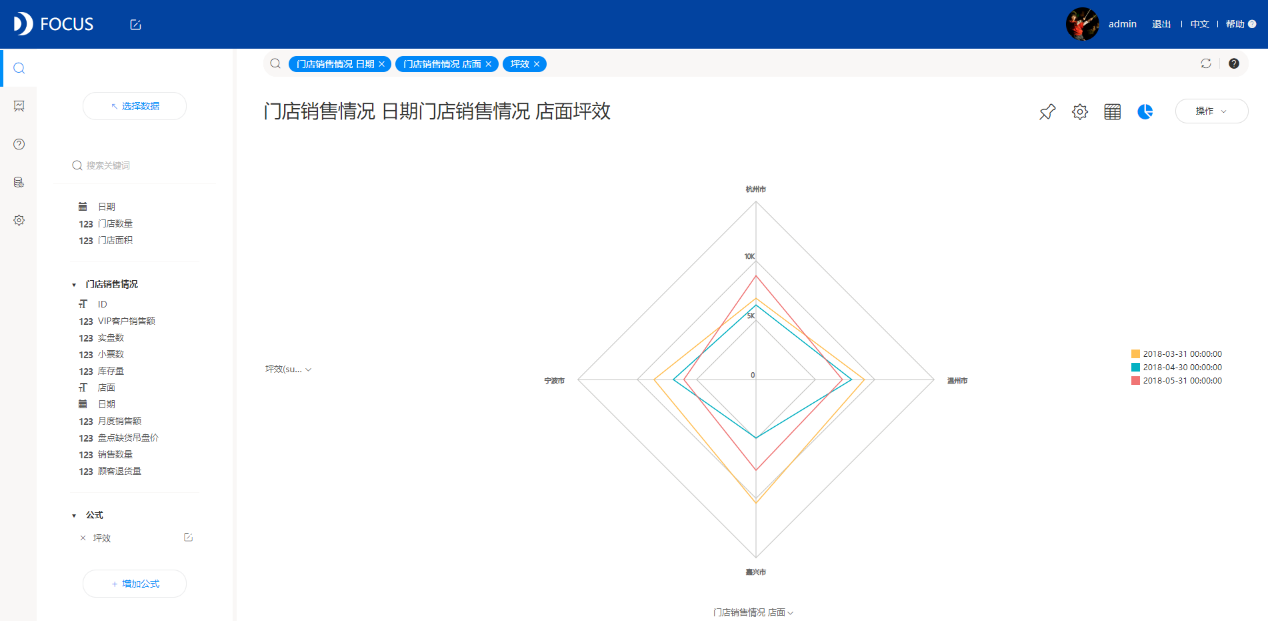 FOCUS
admin 退出 中文 帮助
门店销售情况 日期 × 门店销售情况 店面 × 坪效 ×
选择数据
门店销售情况 日期门店销售情况 店面坪效
操作
搜索关键词
日期
123 门店数量
123 门店面积
门店销售情况
ID
123 VIP客户销售额
123 实盘数
123 小票数
123 库存量
店面
日期
123 月度销售额
123 盘点缺货吊盘价
123 销售数量
123 顾客退货量
公式
× 坪效
+ 增加公式
杭州市
10K
5K
0
宁波市
温州市
嘉兴市
坪效(su...
门店销售情况 店面
2018-03-31 00:00:00
2018-04-30 00:00:00
2018-05-31 00:00:00